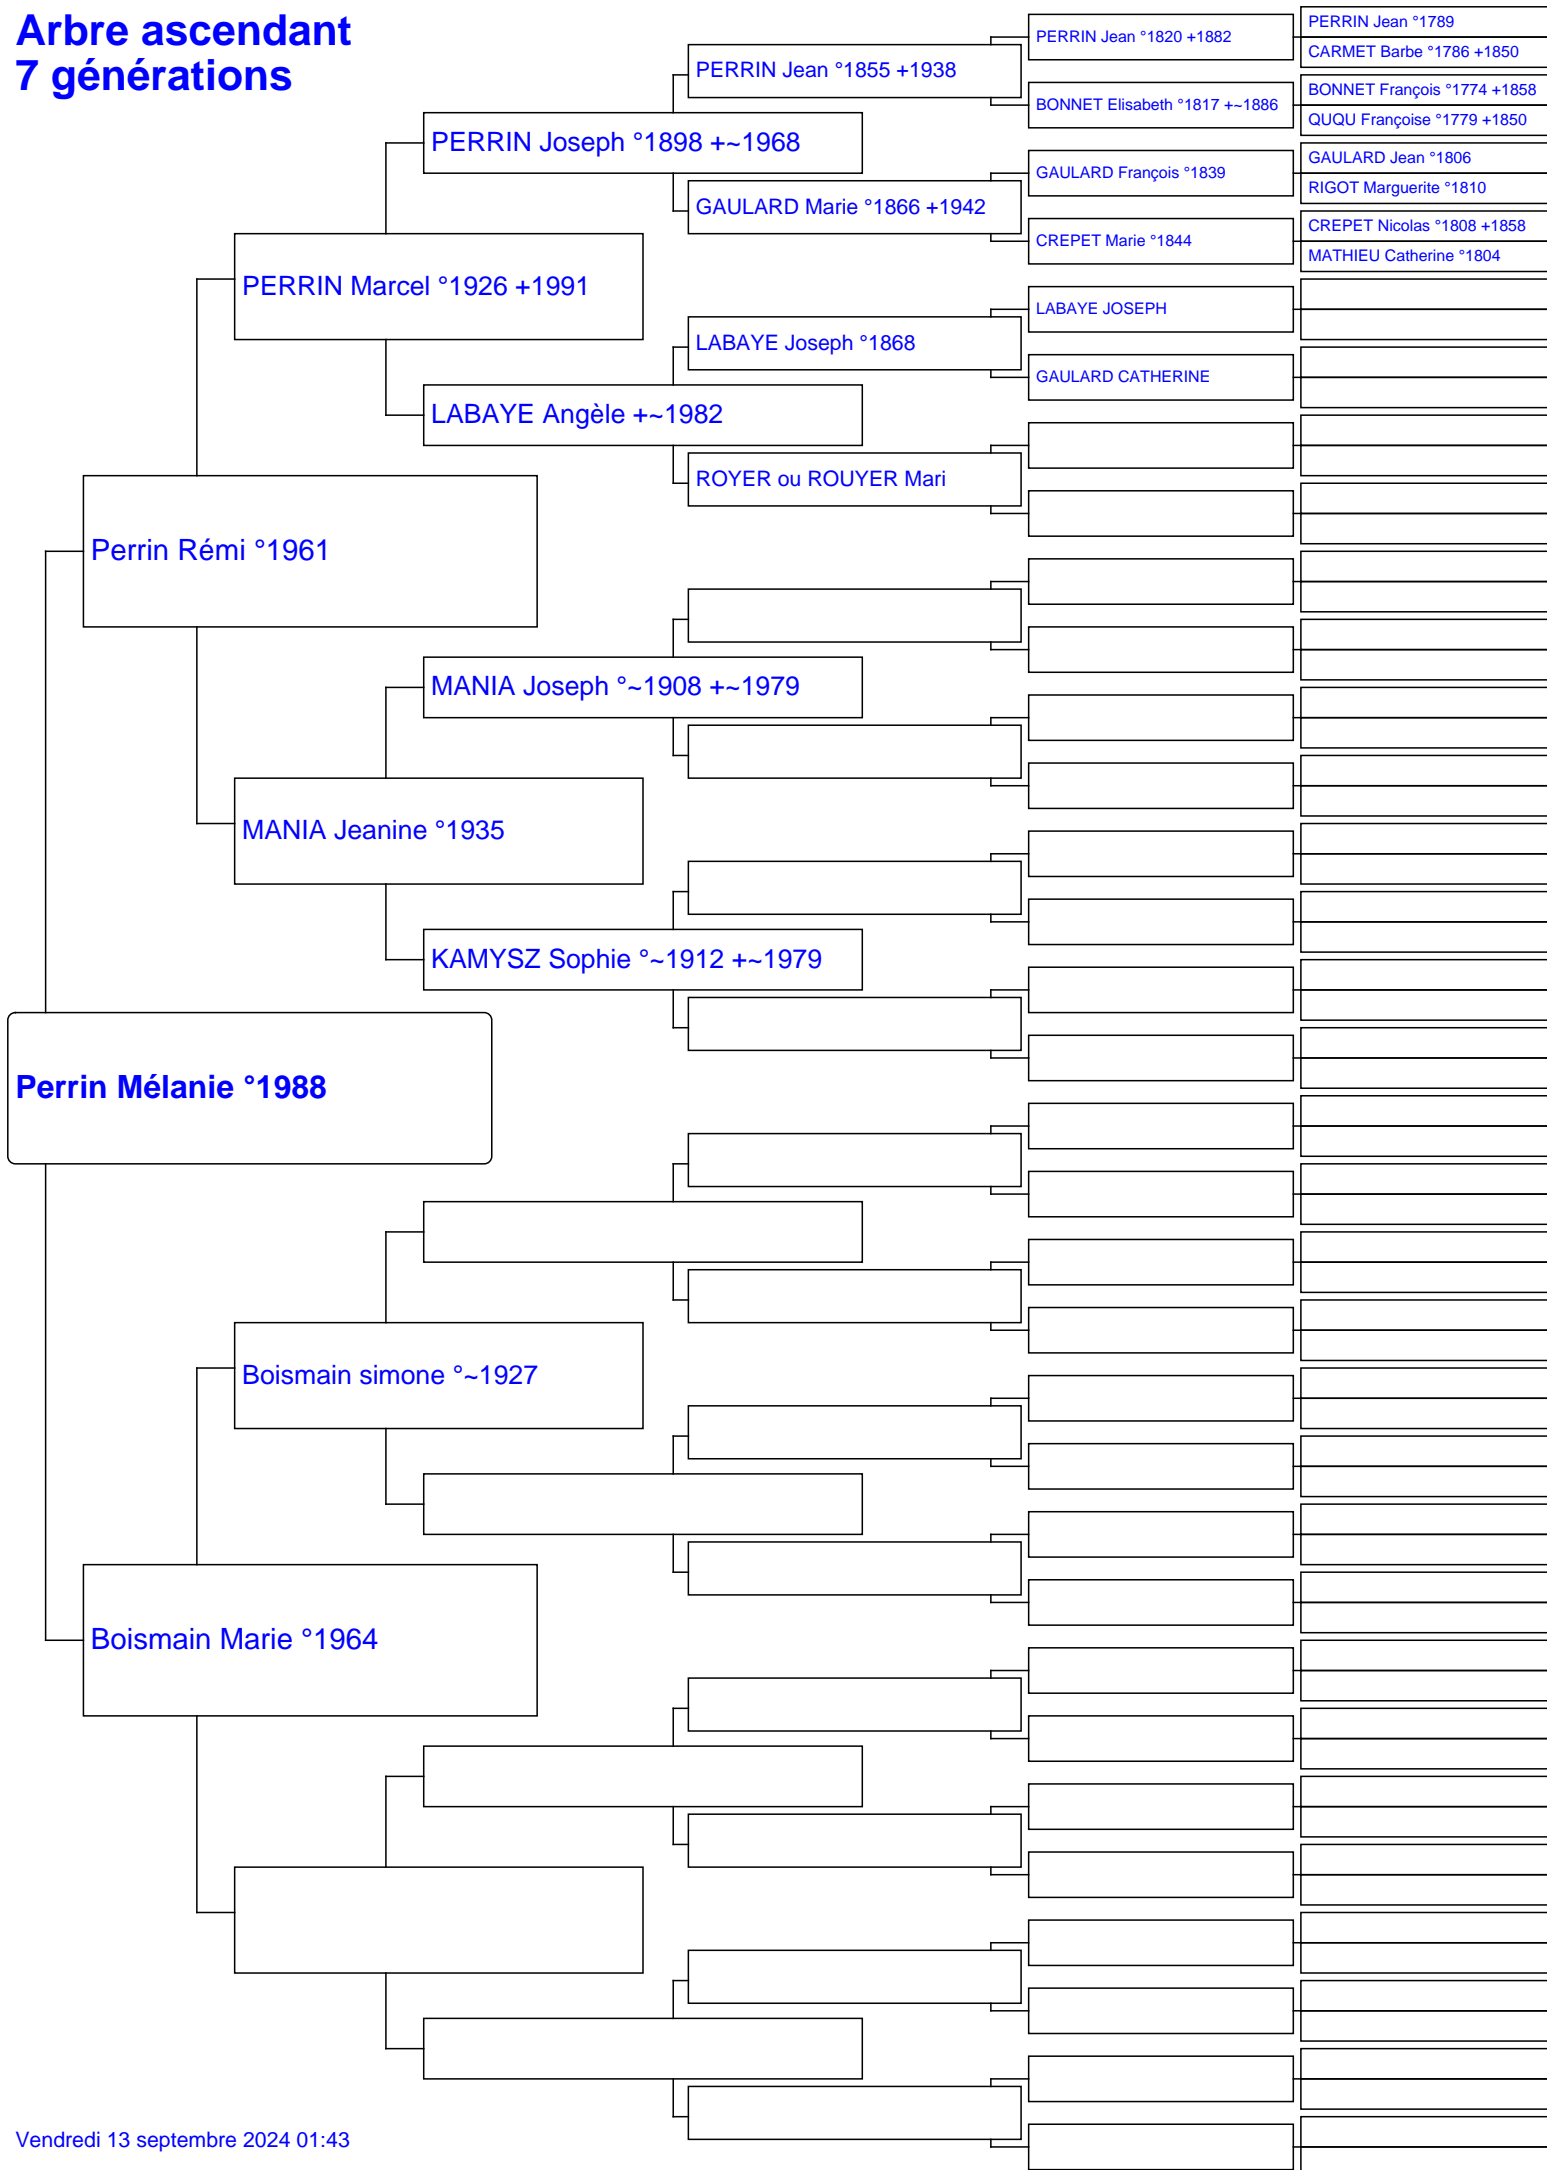 Arbre ascendant
7 générations
PERRIN Jean °1789
CARMET Barbe °1786 +1850
PERRIN Jean °1820 +1882
BONNET François °1774 +1858
QUQU Françoise °1779 +1850
BONNET Elisabeth °1817 +~1886
PERRIN Jean °1855 +1938
GAULARD Jean °1806
RIGOT Marguerite °1810
GAULARD François °1839
CREPET Nicolas °1808 +1858
MATHIEU Catherine °1804
CREPET Marie °1844
GAULARD Marie °1866 +1942
PERRIN Joseph °1898 +~1968
PERRIN Marcel °1926 +1991
LABAYE JOSEPH
GAULARD CATHERINE
LABAYE Joseph °1868
LABAYE Angèle +~1982
ROYER ou ROUYER Mari
Perrin Rémi °1961
MANIA Joseph °~1908 +~1979
MANIA Jeanine °1935
KAMYSZ Sophie °~1912 +~1979
Perrin Mélanie °1988
Boismain simone °~1927
Boismain Marie °1964
Vendredi 13 septembre 2024 01:43